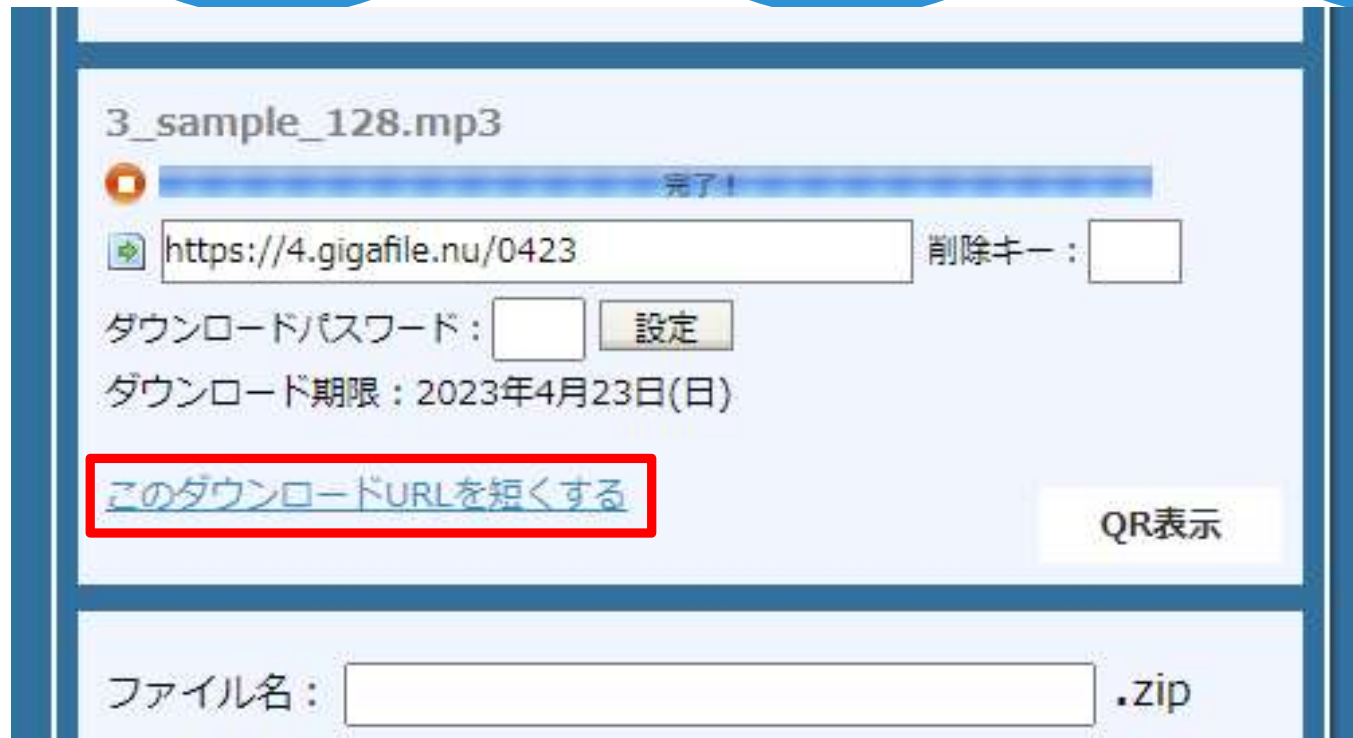 3_sample_128.mp3
完了！
https://4.gigafile.nu/0423 削除キー：
ダウンロードパスワード： 設定
ダウンロード期限：2023年4月23日(日)
このダウンロードURLを短くする
QR表示
ファイル名： .zip